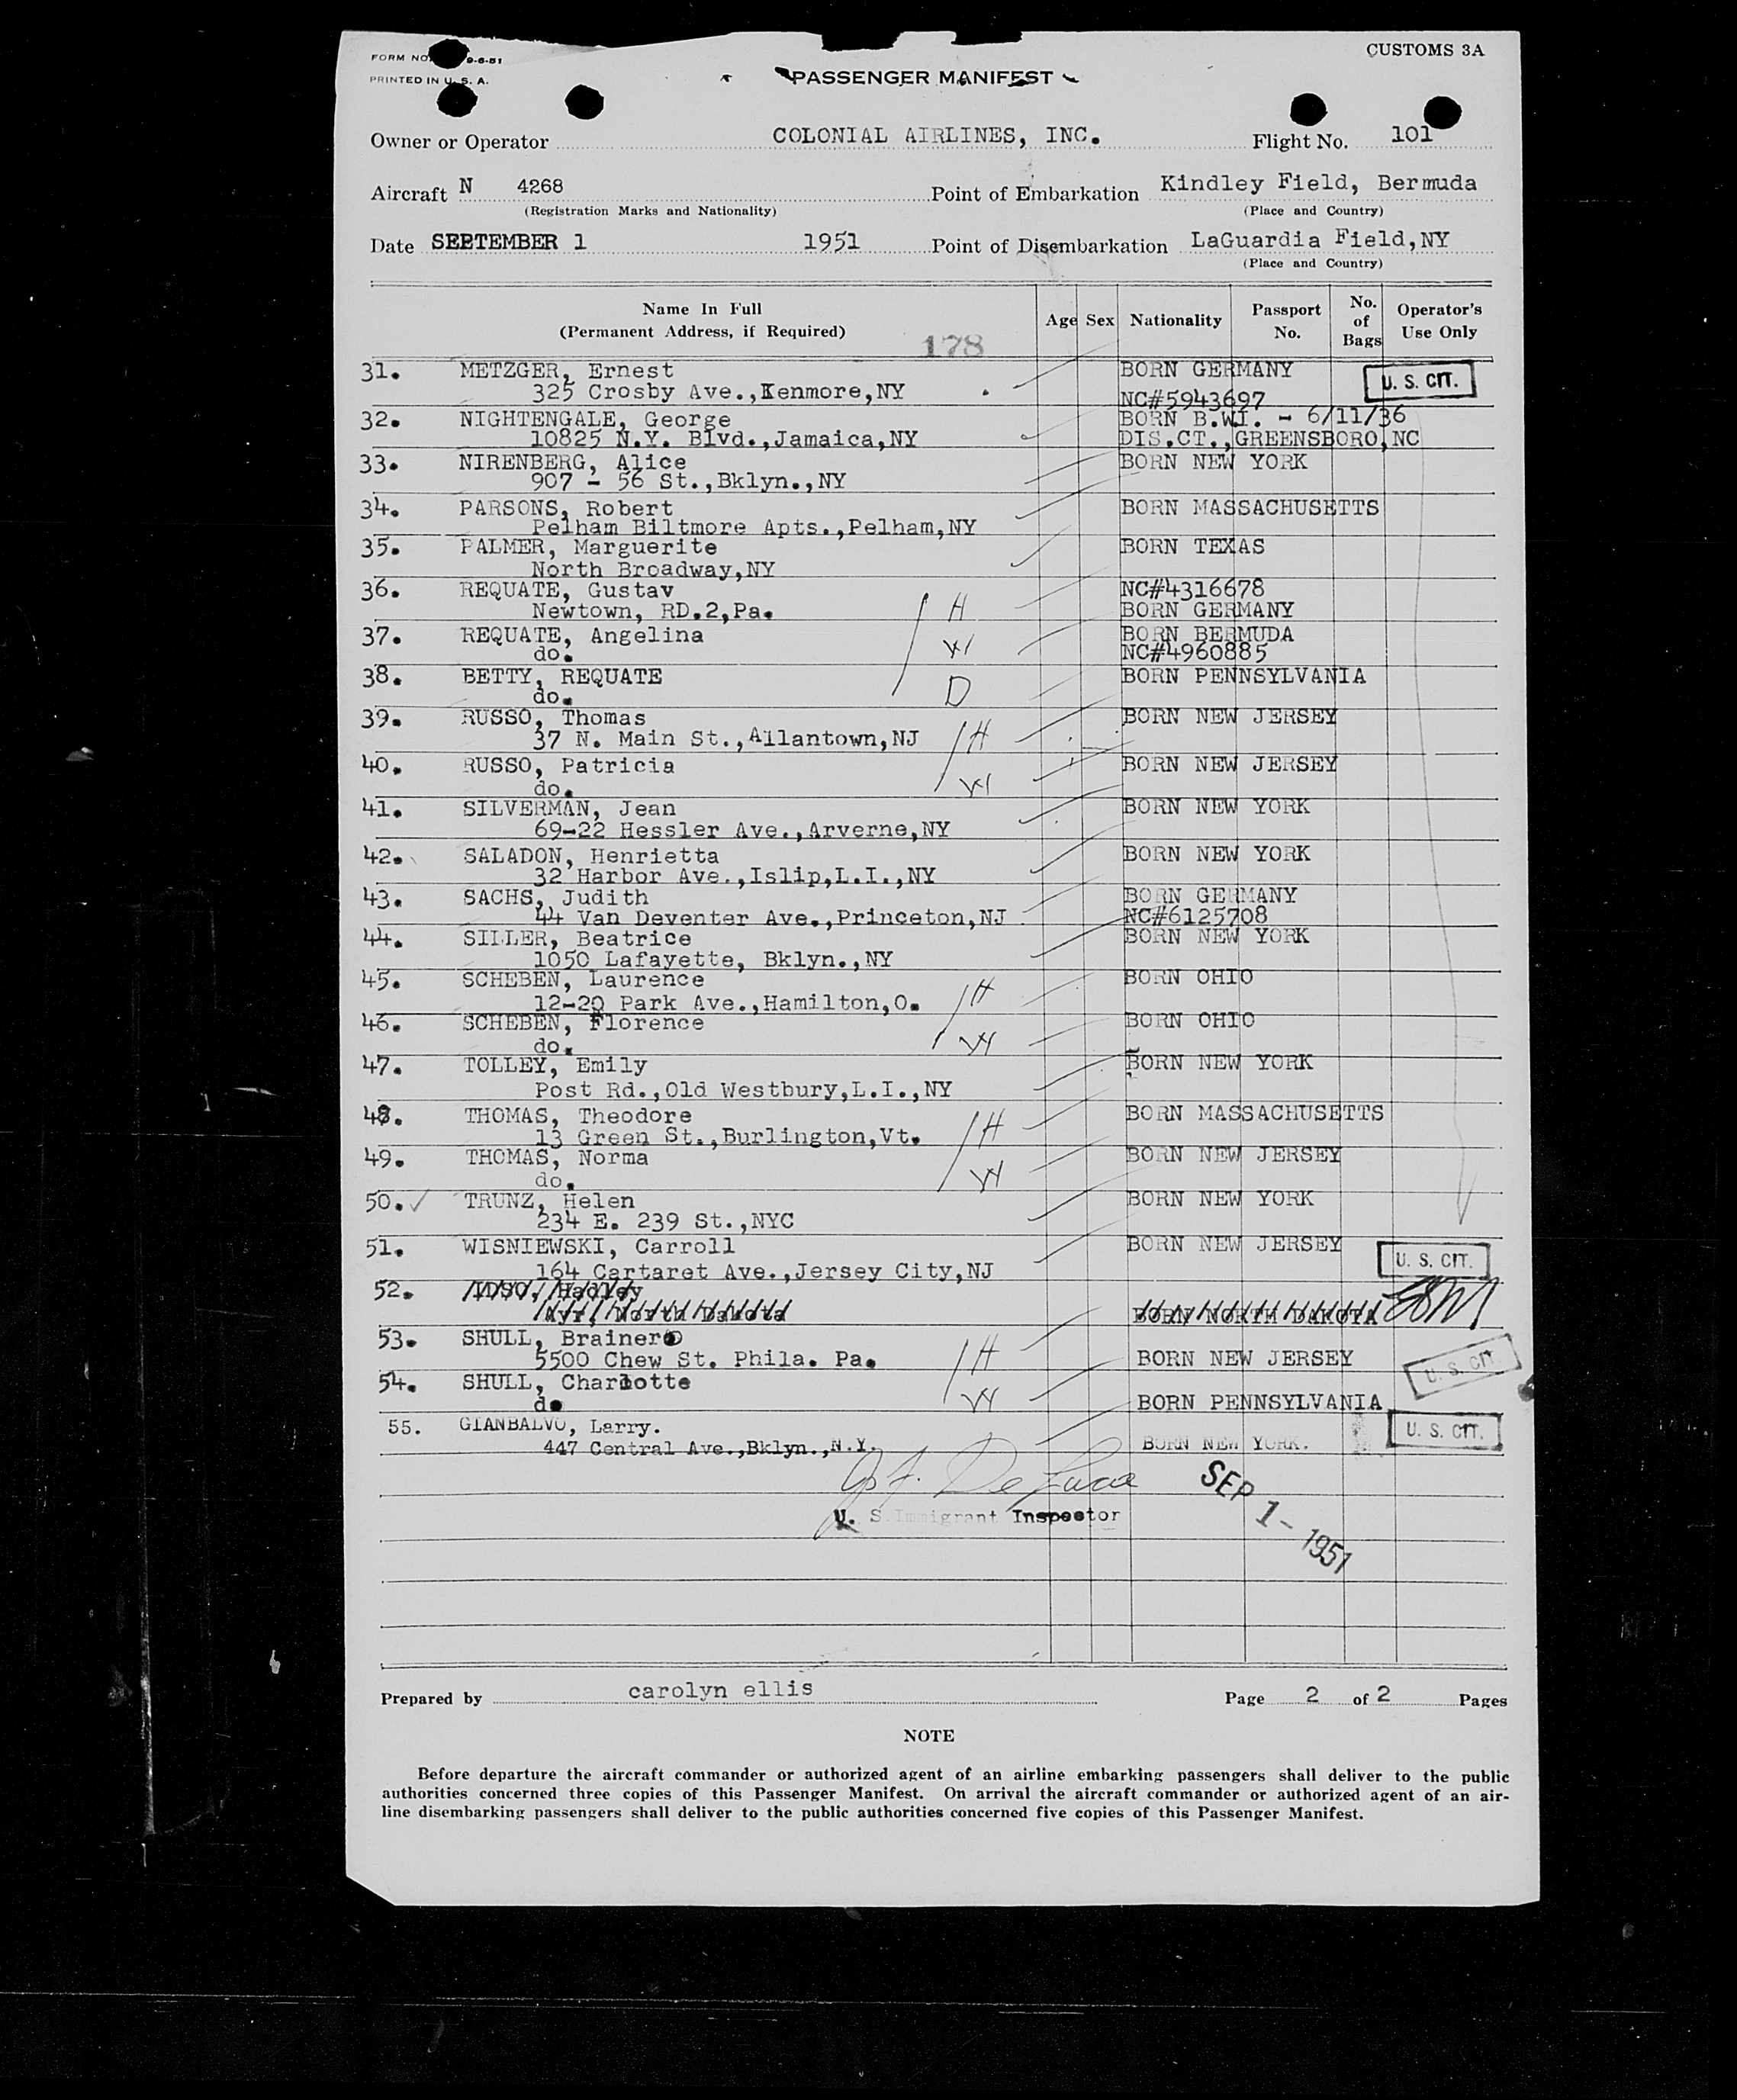 FORM NO. 9-6-51
PRINTED IN U. S. A.
CUSTOMS 3A
PASSENGER MANIFEST
Owner or Operator COLONIAL AIRLINES, INC. Flight No. 101
Aircraft N 4268 Point of Embarkation Kindley Field, Bermuda
(Registration Marks and Nationality) (Place and Country)
Date SEPTEMBER 1 1951 Point of Disembarkation LaGuardia Field,NY
(Place and Country)
Name In Full
(Permanent Address, if Required)
178
Age Sex Nationality Passport No. No. of Bags Operator's Use Only
31. METZGER, Ernest BORN GERMANY U. S. CIT.
325 Crosby Ave.,Kenmore,NY NC#5943697
32. NIGHTENGALE, George BORN B.W.I. - 6/11/36
10825 N.Y. Blvd.,Jamaica,NY DIS.CT.,GREENSBORO,NC
33. NIRENBERG, Alice BORN NEW YORK
907 - 56 St.,Bklyn.,NY
34. PARSONS, Robert BORN MASSACHUSETTS
Pelham Biltmore Apts.,Pelham,NY
35. PALMER, Marguerite BORN TEXAS
North Broadway,NY
36. REQUATE, Gustav NC#4316678
Newtown, RD.2,Pa. H BORN GERMANY
37. REQUATE, Angelina BORN BERMUDA
do. W NC#4960885
38. BETTY, REQUATE BORN PENNSYLVANIA
do. D
39. RUSSO, Thomas BORN NEW JERSEY
37 N. Main St.,Allantown,NJ H
40. RUSSO, Patricia BORN NEW JERSEY
do. W
41. SILVERMAN, Jean BORN NEW YORK
69-22 Hessler Ave.,Arverne,NY
42. SALADON, Henrietta BORN NEW YORK
32 Harbor Ave.,Islip,L.I.,NY
43. SACHS, Judith BORN GERMANY
44 Van Deventer Ave.,Princeton,NJ NC#6125708
44. SILLER, Beatrice BORN NEW YORK
1050 Lafayette, Bklyn.,NY
45. SCHEBEN, Laurence BORN OHIO
12-20 Park Ave.,Hamilton,O. H
46. SCHEBEN, Florence BORN OHIO
do. W
47. TOLLEY, Emily BORN NEW YORK
Post Rd.,Old Westbury,L.I.,NY
48. THOMAS, Theodore BORN MASSACHUSETTS
13 Green St.,Burlington,Vt. H
49. THOMAS, Norma BORN NEW JERSEY
do. W
50. TRUNZ, Helen BORN NEW YORK
234 E. 239 St.,NYC
51. WISNIEWSKI, Carroll BORN NEW JERSEY U. S. CIT.
164 Cartaret Ave.,Jersey City,NJ
52. IDSO, Hadley
Ayr, North Dakota BORN NORTH DAKOTA
53. SHULL, Brainerd
5500 Chew St. Phila. Pa. H BORN NEW JERSEY U. S. CIT.
54. SHULL, Charlotte
do W BORN PENNSYLVANIA
55. GIANBALVO, Larry. U. S. CIT.
447 Central Ave.,Bklyn.,N.Y. BORN NEW YORK.
De Luca
U. S. Immigrant Inspector
SEP 1 - 1951
Prepared by carolyn ellis Page 2 of 2 Pages
NOTE
Before departure the aircraft commander or authorized agent of an airline embarking passengers shall deliver to the public
authorities concerned three copies of this Passenger Manifest. On arrival the aircraft commander or authorized agent of an air-
line disembarking passengers shall deliver to the public authorities concerned five copies of this Passenger Manifest.